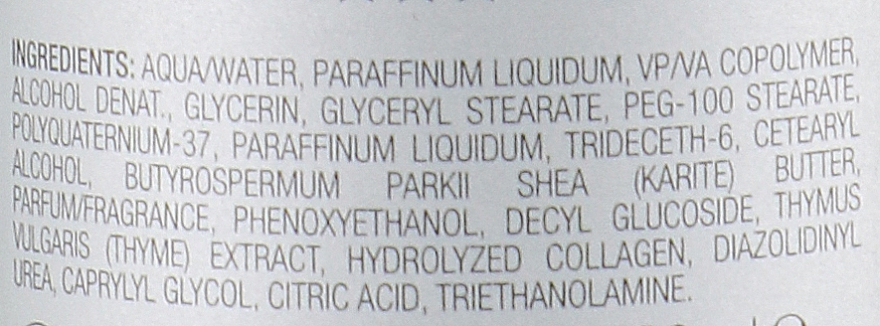 INGREDIENTS: AQUA/WATER, PARAFFINUM LIQUIDUM, VP/VA COPOLYMER,
ALCOHOL DENAT., GLYCERIN, GLYCERYL STEARATE, PEG-100 STEARATE,
POLYQUATERNIUM-37, PARAFFINUM LIQUIDUM, TRIDECETH-6, CETEARYL
ALCOHOL, BUTYROSPERMUM PARKII SHEA (KARITE) BUTTER,
PARFUM/FRAGRANCE, PHENOXYETHANOL, DECYL GLUCOSIDE, THYMUS
VULGARIS (THYME) EXTRACT, HYDROLYZED COLLAGEN, DIAZOLIDINYL
UREA, CAPRYLYL GLYCOL, CITRIC ACID, TRIETHANOLAMINE.